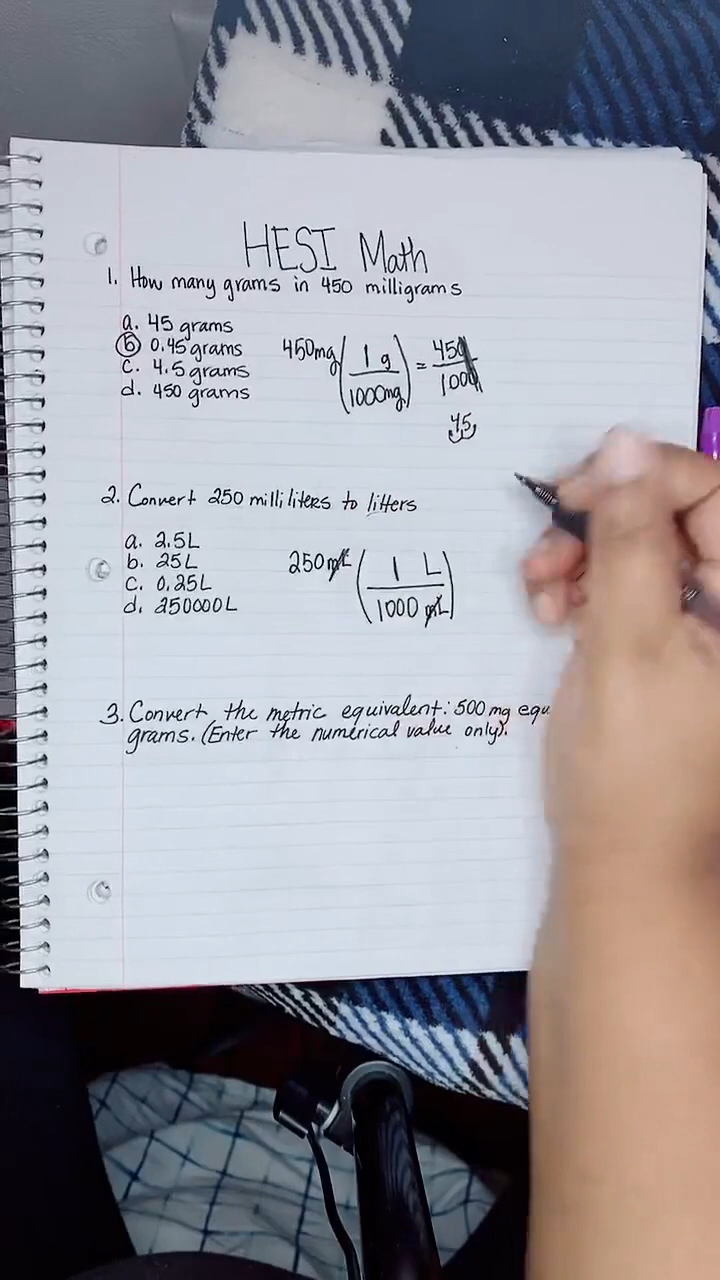 HESI Math
1. How many grams in 450 milligrams
a. 45 grams
b. 0.45 grams
c. 4.5 grams
d. 450 grams
450mg (1 g / 1000mg) = 450 / 1000
45
2. Convert 250 milliliters to litters
a. 2.5L
b. 25L
c. 0.25L
d. 250000L
250mL (1 L / 1000 mL)
3. Convert the metric equivalent: 500 mg equ
grams. (Enter the numerical value only).